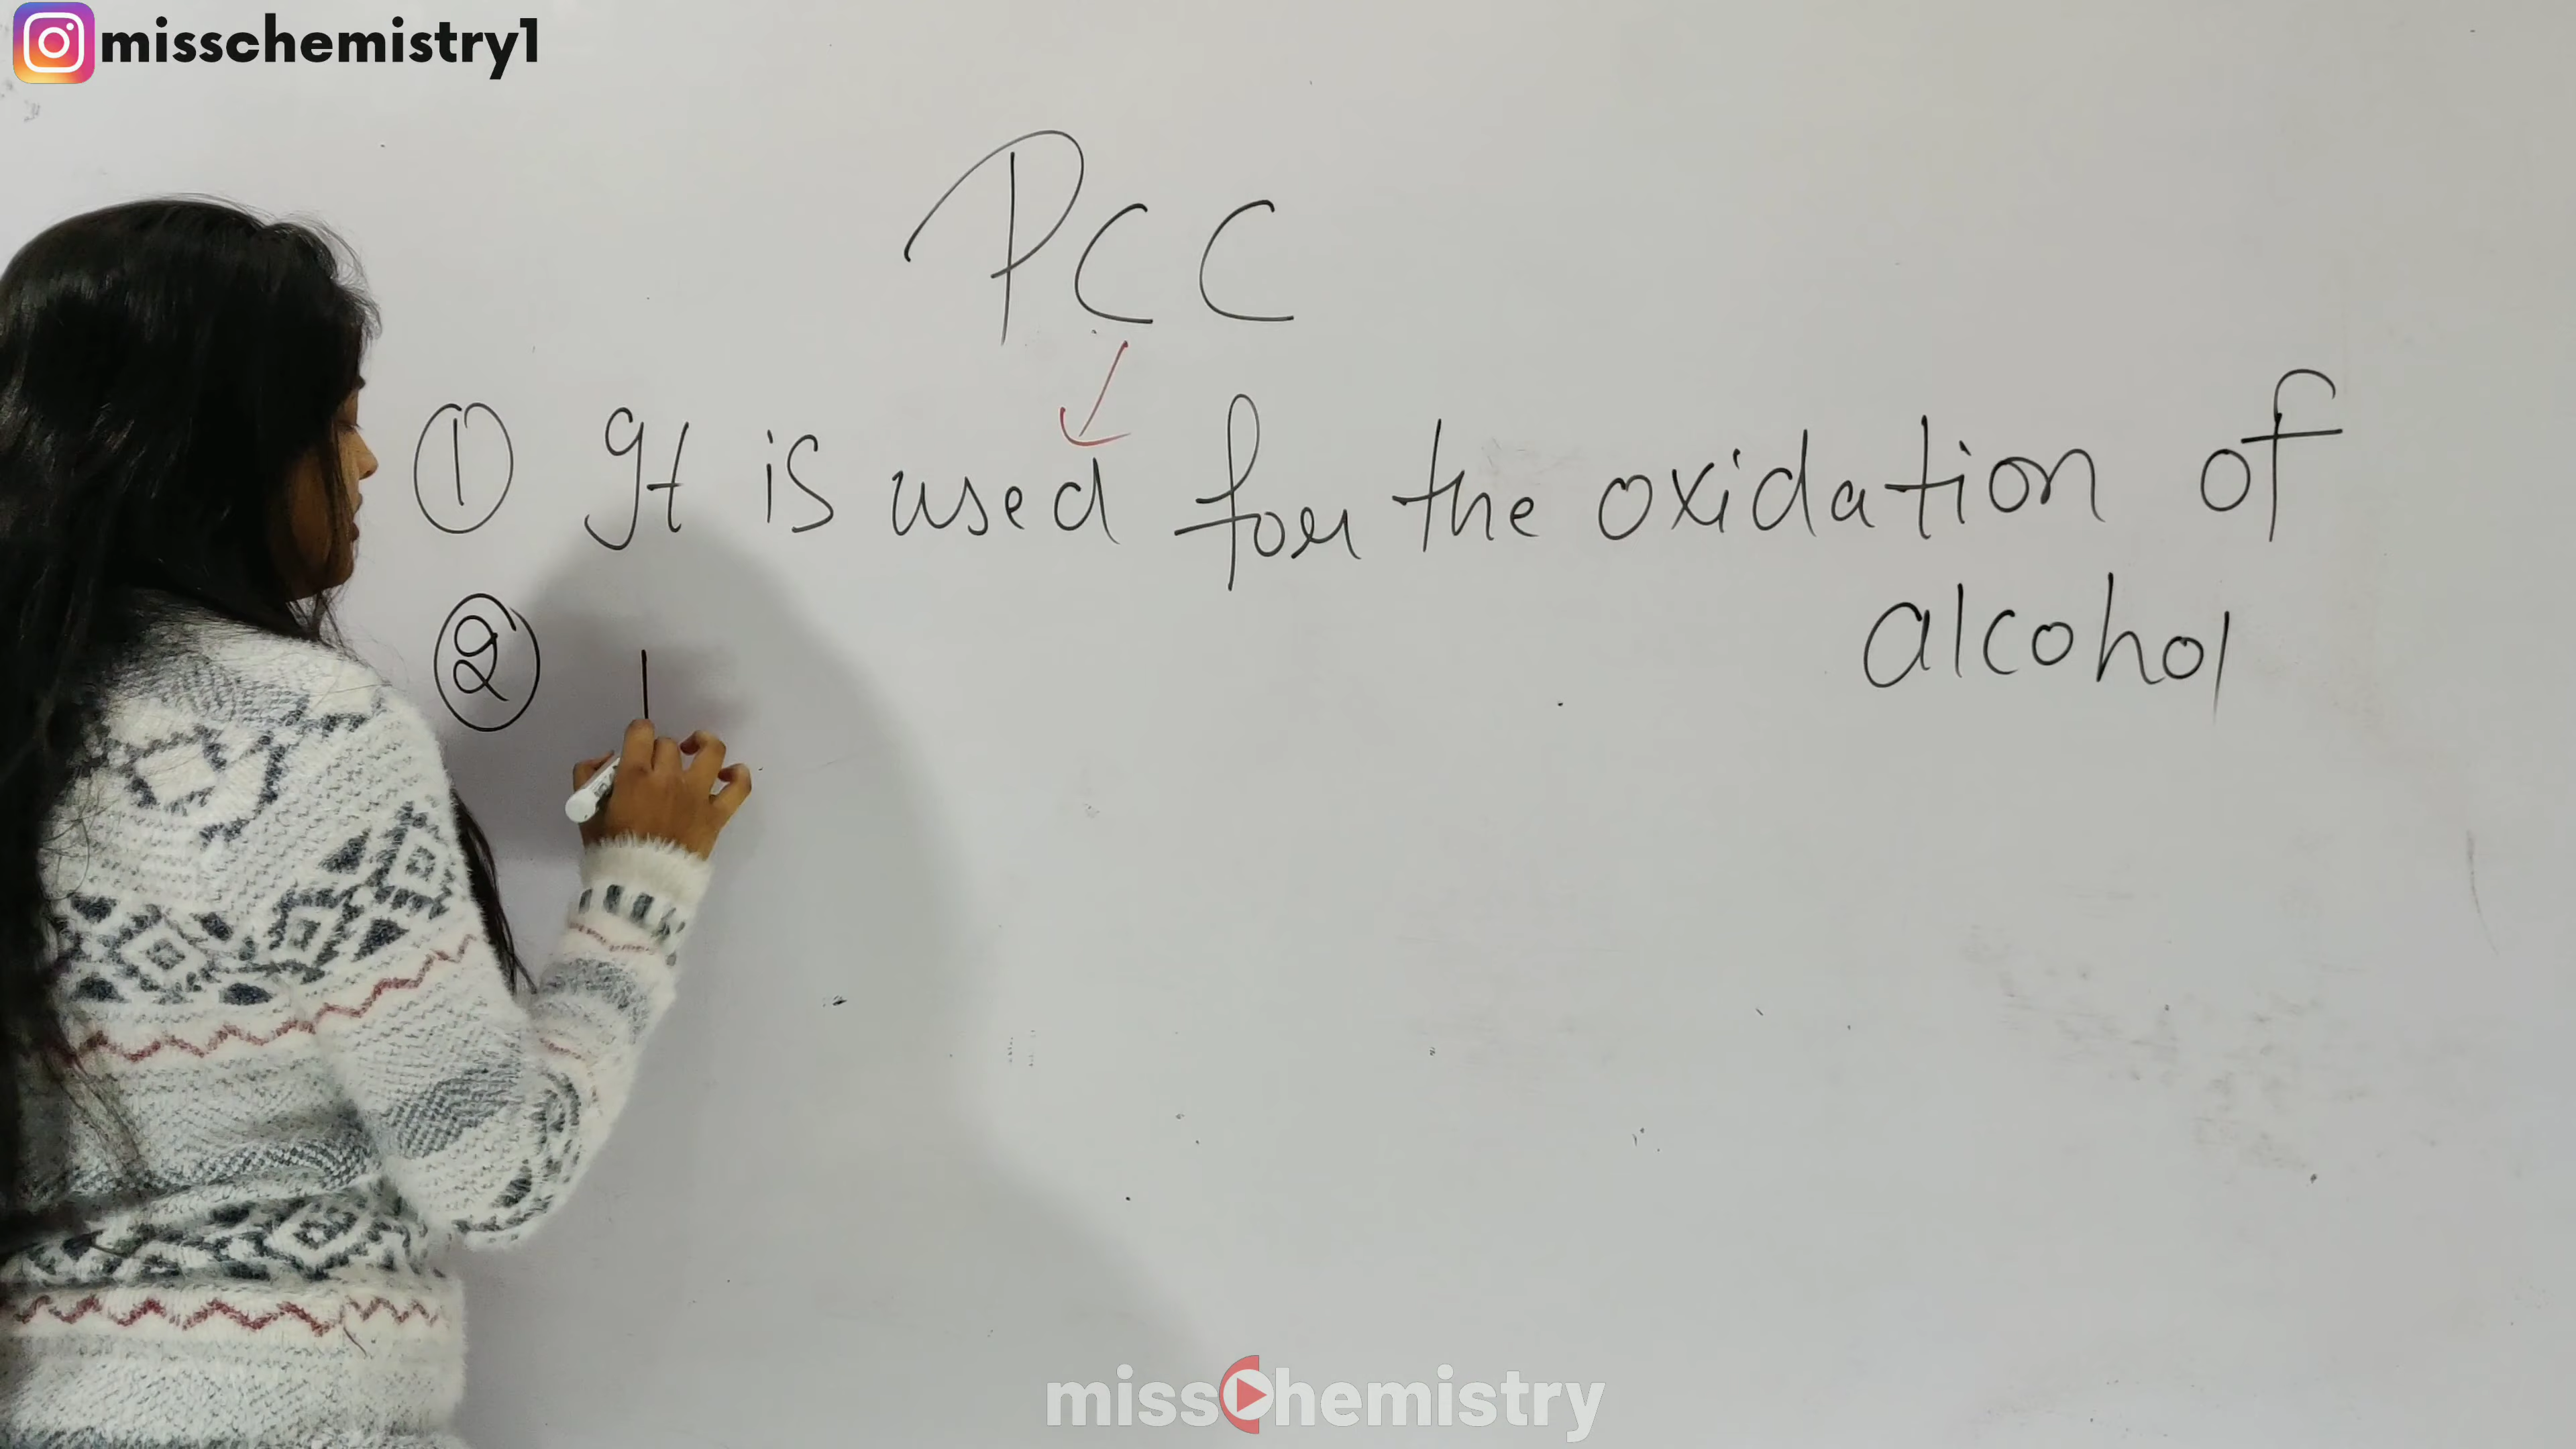 misschemistry1
PCC
① It is used for the oxidation of
alcohol
②
misschemistry